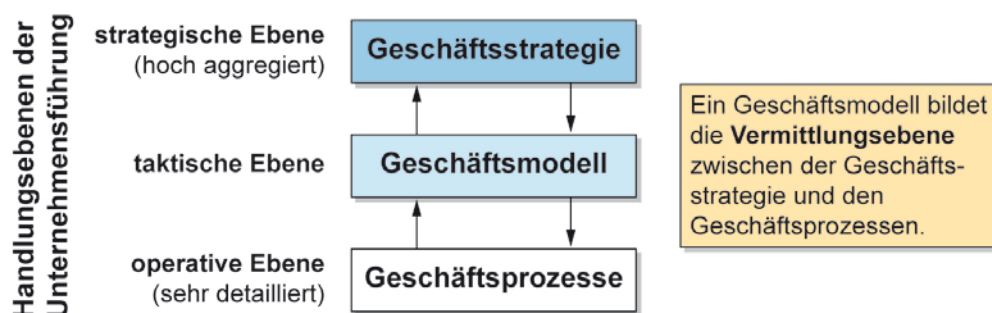 Handlungsebenen der
Unternehmensführung
strategische Ebene
(hoch aggregiert)
Geschäftsstrategie
taktische Ebene
Geschäftsmodell
operative Ebene
(sehr detailliert)
Geschäftsprozesse
Ein Geschäftsmodell bildet
die Vermittlungsebene
zwischen der Geschäfts-
strategie und den
Geschäftsprozessen.